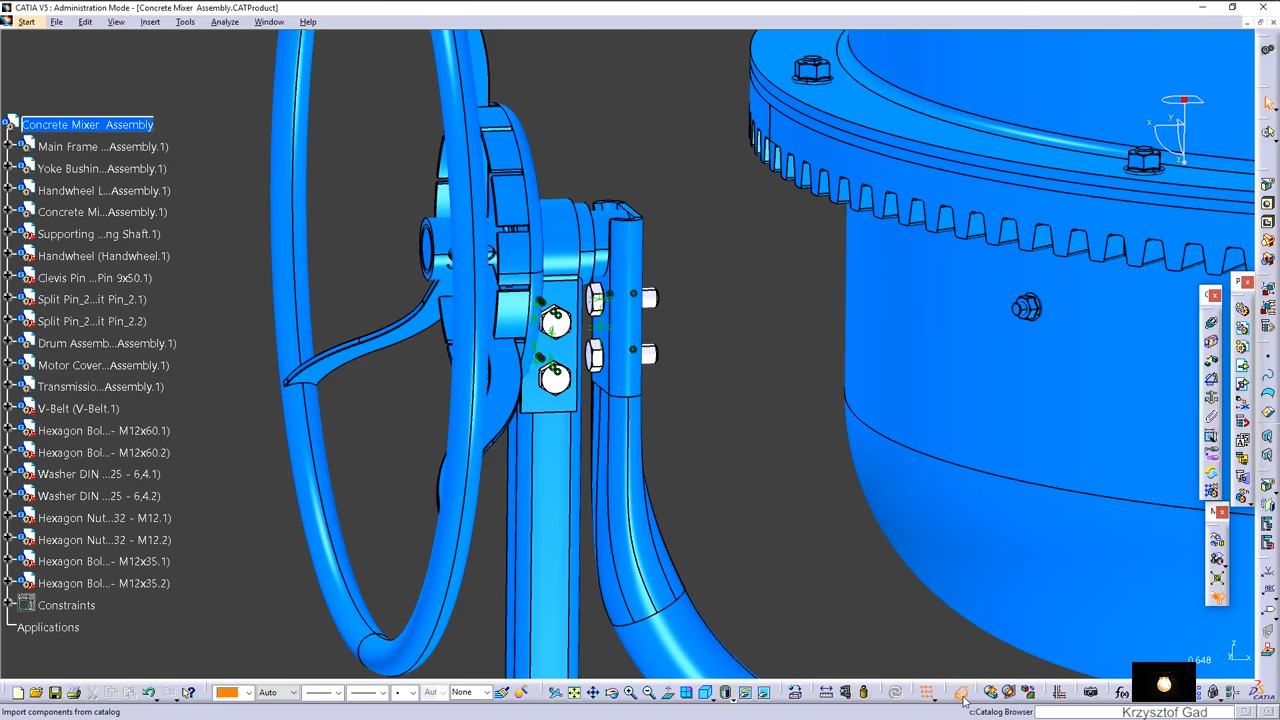 CATIA V5 : Administration Mode - [Concrete Mixer  Assembly.CATProduct]
Start File Edit View Insert Tools Analyze Window Help
Concrete Mixer  Assembly
Main Frame ...Assembly.1)
Yoke Bushin...Assembly.1)
Handwheel L...Assembly.1)
Concrete Mi...Assembly.1)
Supporting ...ng Shaft.1)
Handwheel (Handwheel.1)
Clevis Pin ...Pin 9x50.1)
Split Pin_2...it Pin_2.1)
Split Pin_2...it Pin_2.2)
Drum Assemb...Assembly.1)
Motor Cover...Assembly.1)
Transmissio...Assembly.1)
V-Belt (V-Belt.1)
Hexagon Bol...- M12x60.1)
Hexagon Bol...- M12x60.2)
Washer DIN ...25 - 6,4.1)
Washer DIN ...25 - 6,4.2)
Hexagon Nut...32 - M12.1)
Hexagon Nut...32 - M12.2)
Hexagon Bol...- M12x35.1)
Hexagon Bol...- M12x35.2)
Constraints
Applications
x
y
z
0.648
z
y
x
Auto
Aut
None
CATIA
Import components from catalog
c:Catalog Browser
Krzysztof Gad